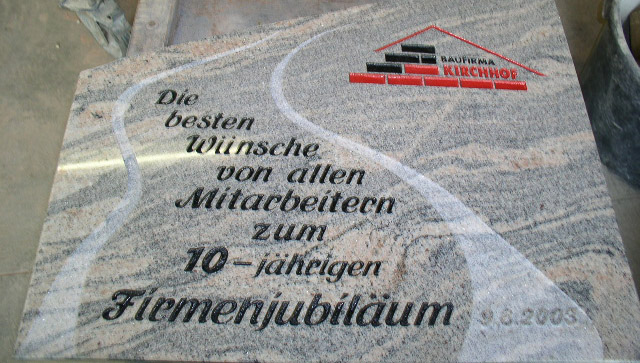 BAUFIRMA
KIRCHHOF
Die
besten
Wünsche
von allen
Mitarbeitern
zum
10-jährigen
Firmenjubiläum